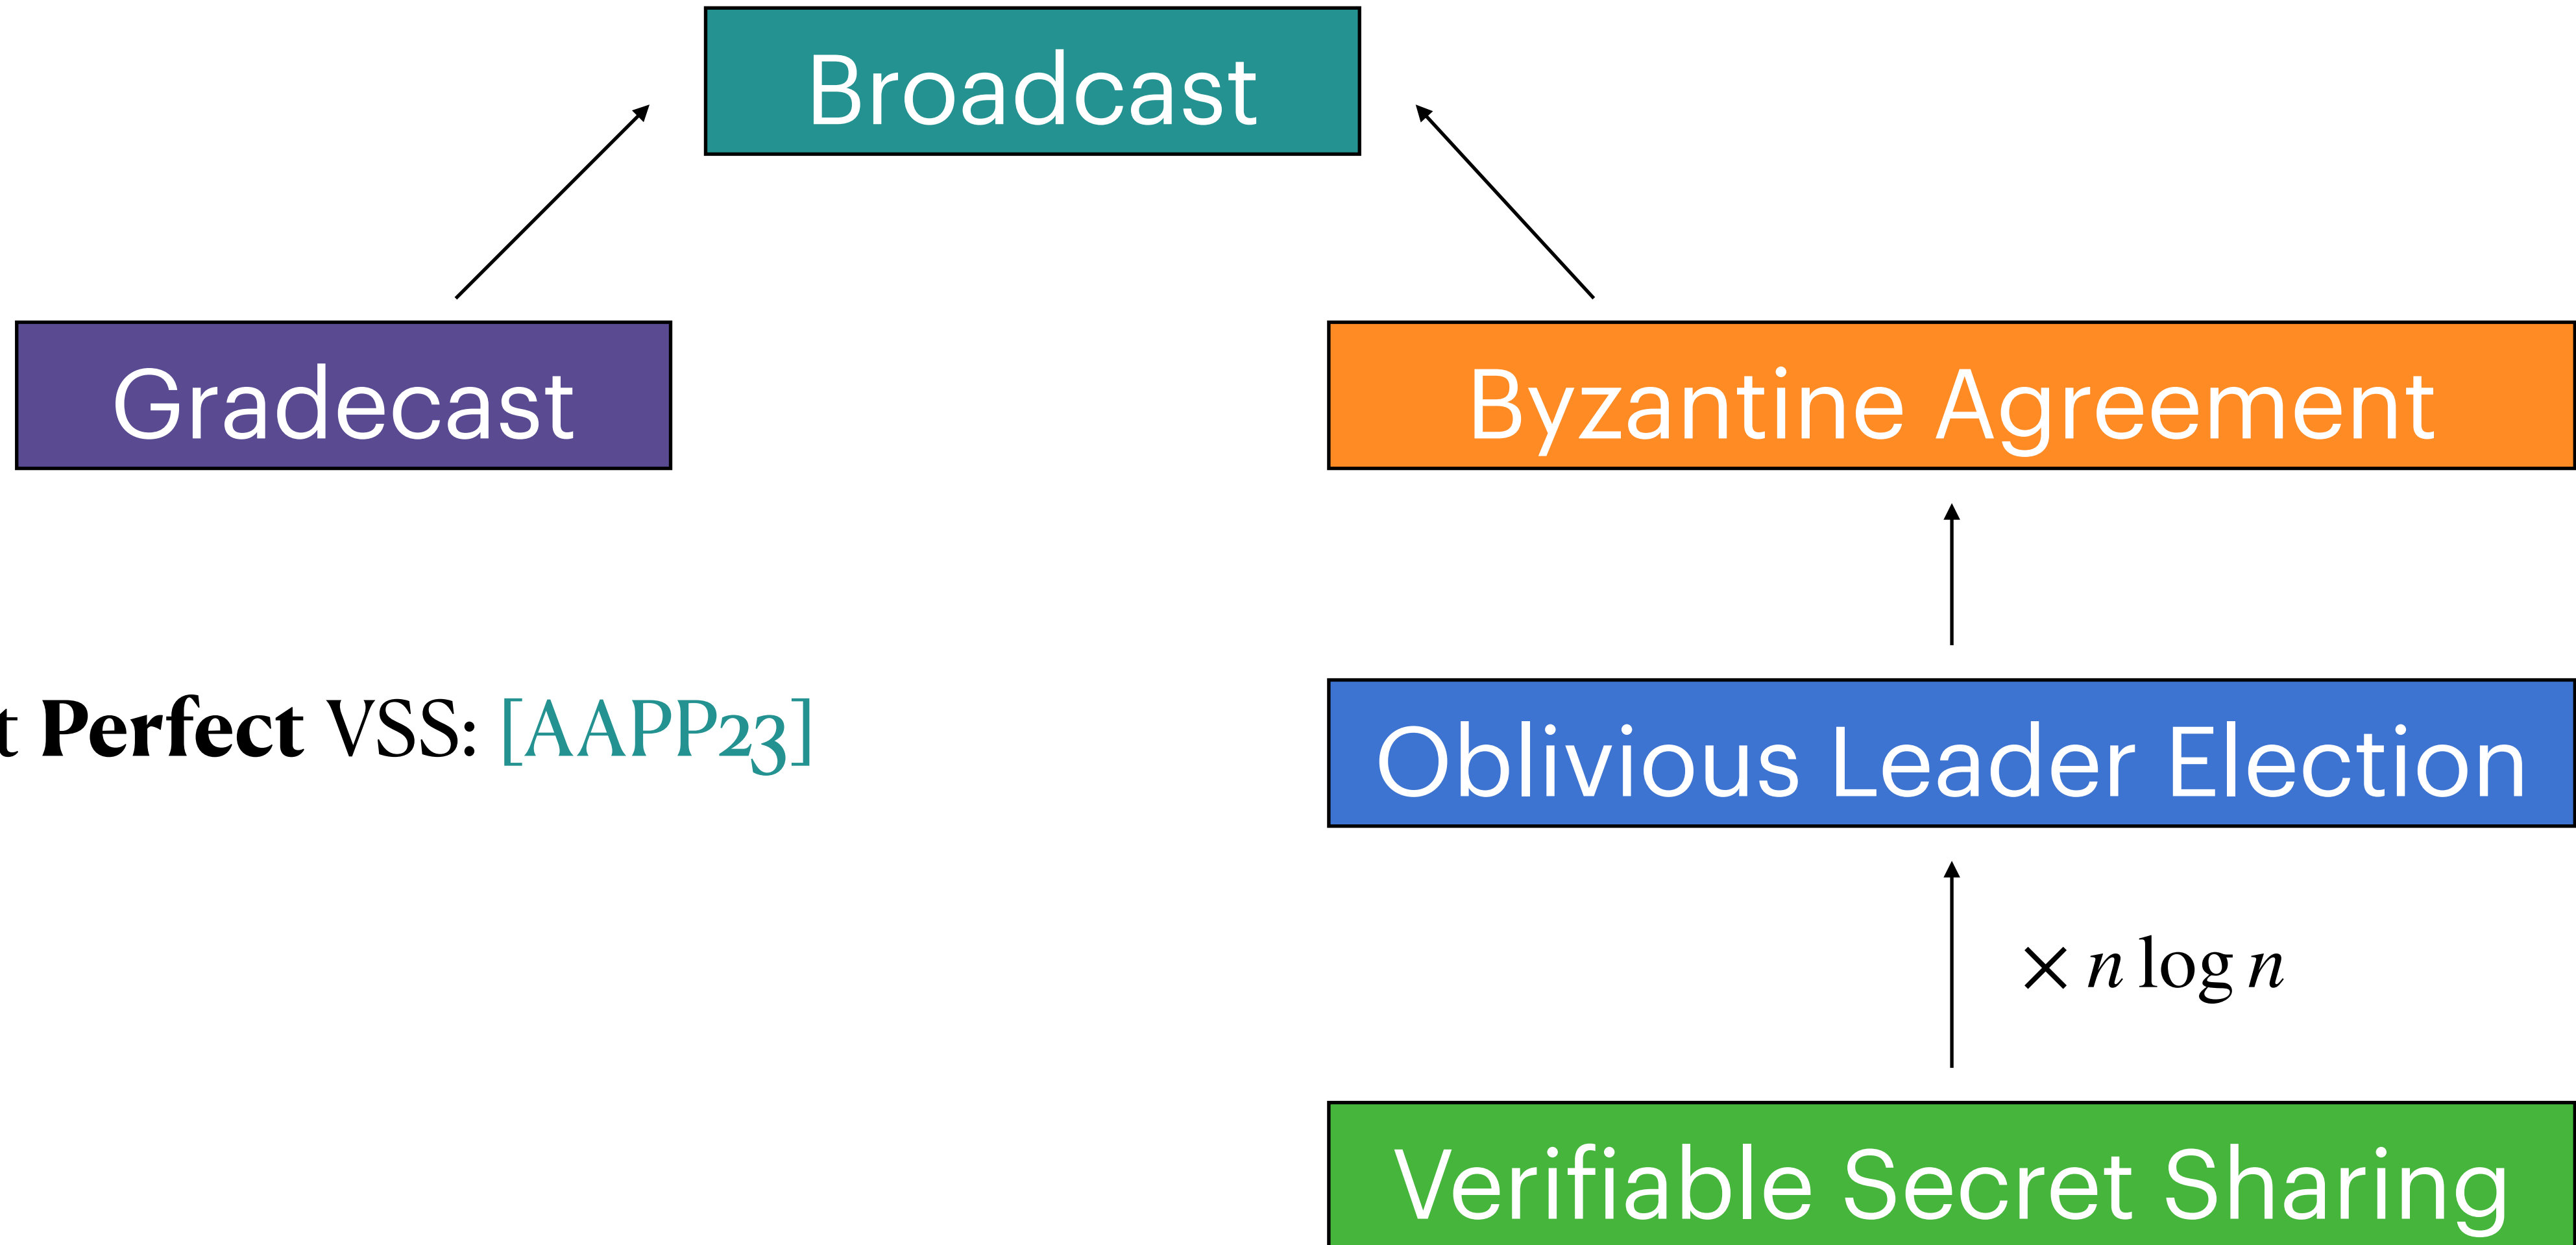 Broadcast
Gradecast
Byzantine Agreement
t Perfect VSS: [AAPP23]
Oblivious Leader Election
× n log n
Verifiable Secret Sharing